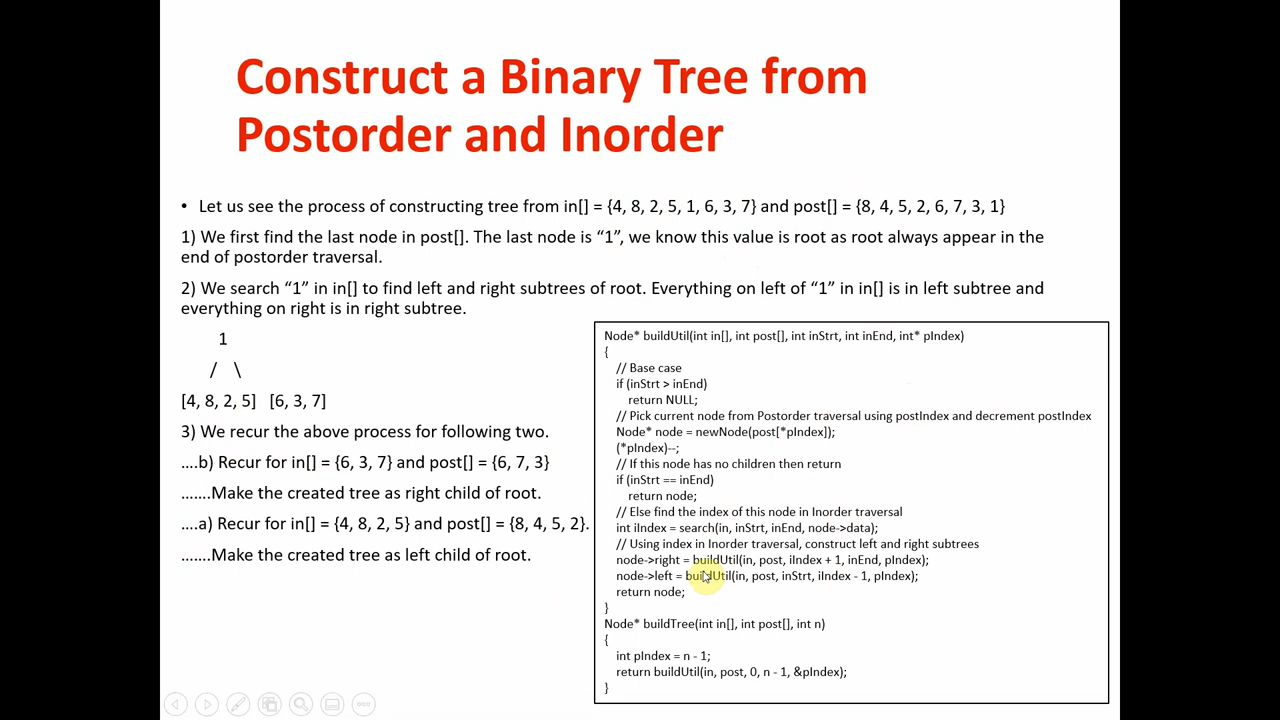 Construct a Binary Tree from
Postorder and Inorder
• Let us see the process of constructing tree from in[] = {4, 8, 2, 5, 1, 6, 3, 7} and post[] = {8, 4, 5, 2, 6, 7, 3, 1}
1) We first find the last node in post[]. The last node is “1”, we know this value is root as root always appear in the
end of postorder traversal.
2) We search “1” in in[] to find left and right subtrees of root. Everything on left of “1” in in[] is in left subtree and
everything on right is in right subtree.
1
/ \
[4, 8, 2, 5] [6, 3, 7]
3) We recur the above process for following two.
....b) Recur for in[] = {6, 3, 7} and post[] = {6, 7, 3}
.......Make the created tree as right child of root.
....a) Recur for in[] = {4, 8, 2, 5} and post[] = {8, 4, 5, 2}.
.......Make the created tree as left child of root.
Node* buildUtil(int in[], int post[], int inStrt, int inEnd, int* pIndex)
{
// Base case
if (inStrt > inEnd)
return NULL;
// Pick current node from Postorder traversal using postIndex and decrement postIndex
Node* node = newNode(post[*pIndex]);
(*pIndex)--;
// If this node has no children then return
if (inStrt == inEnd)
return node;
// Else find the index of this node in Inorder traversal
int iIndex = search(in, inStrt, inEnd, node->data);
// Using index in Inorder traversal, construct left and right subtrees
node->right = buildUtil(in, post, iIndex + 1, inEnd, pIndex);
node->left = buildUtil(in, post, inStrt, iIndex - 1, pIndex);
return node;
}
Node* buildTree(int in[], int post[], int n)
{
int pIndex = n - 1;
return buildUtil(in, post, 0, n - 1, &pIndex);
}